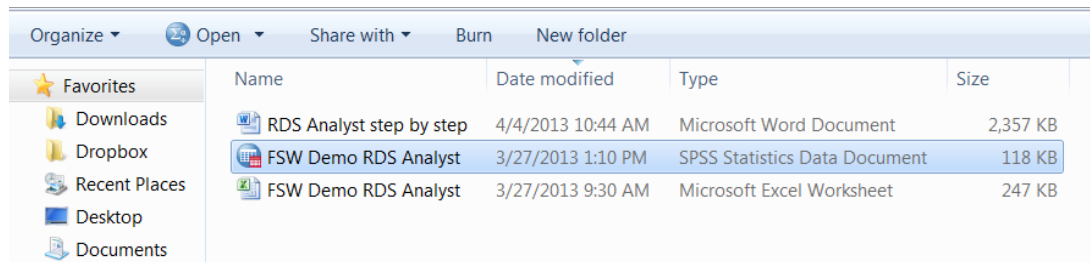 Organize Open Share with Burn New folder
Favorites Name Date modified Type Size
Downloads RDS Analyst step by step 4/4/2013 10:44 AM Microsoft Word Document 2,357 KB
Dropbox FSW Demo RDS Analyst 3/27/2013 1:10 PM SPSS Statistics Data Document 118 KB
Recent Places FSW Demo RDS Analyst 3/27/2013 9:30 AM Microsoft Excel Worksheet 247 KB
Desktop
Documents